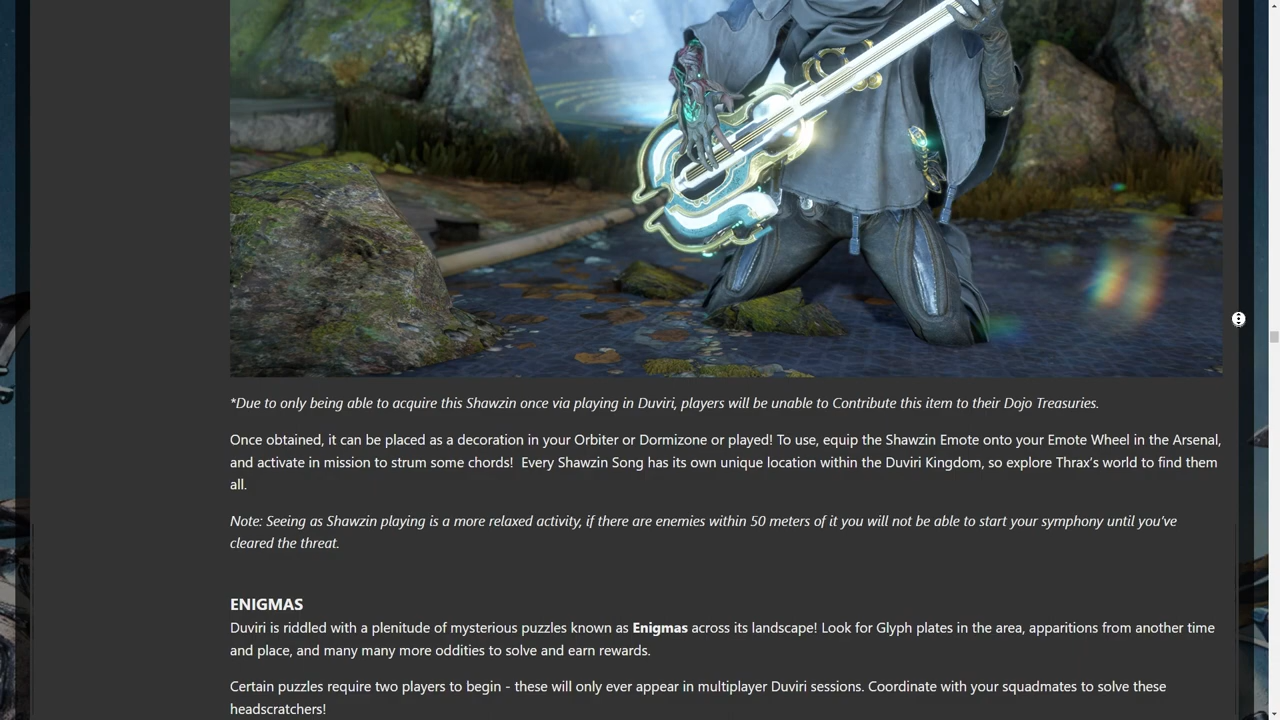 *Due to only being able to acquire this Shawzin once via playing in Duviri, players will be unable to Contribute this item to their Dojo Treasuries.
Once obtained, it can be placed as a decoration in your Orbiter or Dormizone or played! To use, equip the Shawzin Emote onto your Emote Wheel in the Arsenal,
and activate in mission to strum some chords!  Every Shawzin Song has its own unique location within the Duviri Kingdom, so explore Thrax’s world to find them
all.
Note: Seeing as Shawzin playing is a more relaxed activity, if there are enemies within 50 meters of it you will not be able to start your symphony until you’ve
cleared the threat.
ENIGMAS
Duviri is riddled with a plenitude of mysterious puzzles known as Enigmas across its landscape! Look for Glyph plates in the area, apparitions from another time
and place, and many many more oddities to solve and earn rewards.
Certain puzzles require two players to begin - these will only ever appear in multiplayer Duviri sessions. Coordinate with your squadmates to solve these
headscratchers!